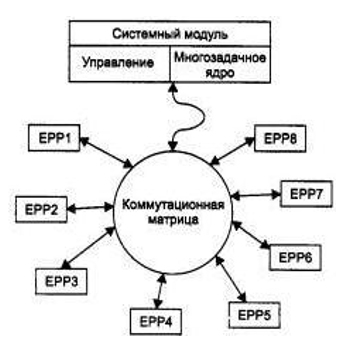 Системный модуль
Управление
Многозадачное
ядро
EPP1
EPP8
EPP2
Коммутационная
матрица
EPP7
EPP3
EPP6
EPP4
EPP5